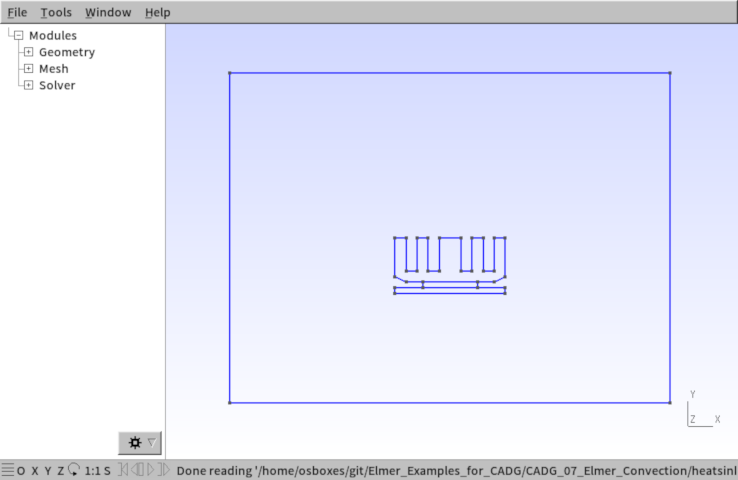 File Tools Window Help
Modules
Geometry
Mesh
Solver
Y
Z X
O X Y Z 1:1 S Done reading '/home/osboxes/git/Elmer_Examples_for_CADG/CADG_07_Elmer_Convection/heatsinl